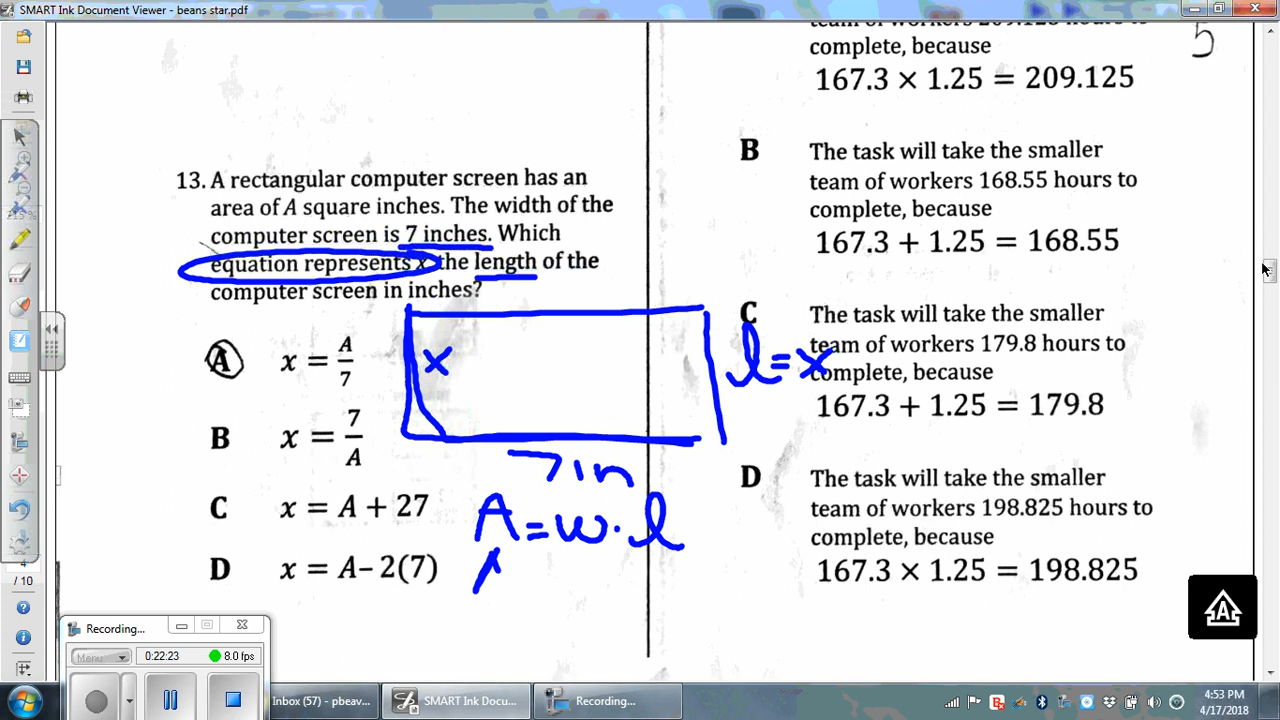 SMART Ink Document Viewer - beans star.pdf
13. A rectangular computer screen has an
area of A square inches. The width of the
computer screen is 7 inches. Which
equation represents x the length of the
computer screen in inches?
A x = A/7
B x = 7/A
C x = A + 27
D x = A – 2(7)
x
7 in
l = x
A = w · l
5
complete, because
167.3 × 1.25 = 209.125
B The task will take the smaller
team of workers 168.55 hours to
complete, because
167.3 + 1.25 = 168.55
C The task will take the smaller
team of workers 179.8 hours to
complete, because
167.3 + 1.25 = 179.8
D The task will take the smaller
team of workers 198.825 hours to
complete, because
167.3 × 1.25 = 198.825
4
/ 10
Recording...
Menu
0:22:23
8.0 fps
Inbox (57) - pbeav...
SMART Ink Docu...
Recording...
4:53 PM
4/17/2018